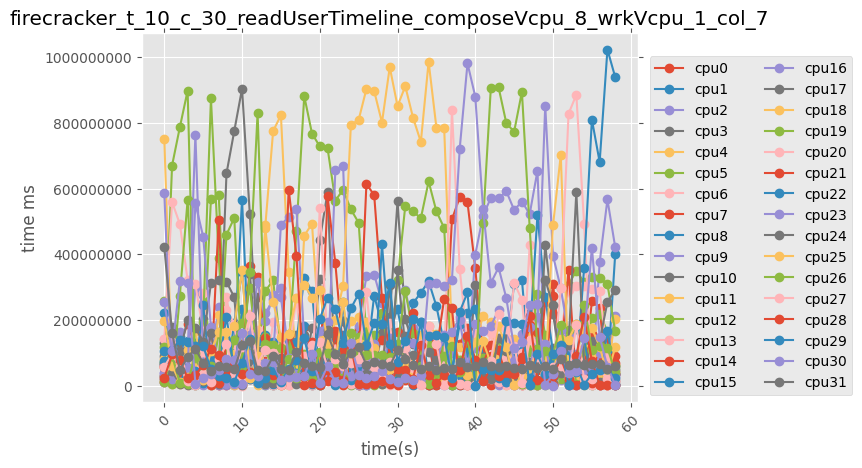 firecracker_t_10_c_30_readUserTimeline_composeVcpu_8_wrkVcpu_1_col_7
time ms
1000000000
800000000
600000000
400000000
200000000
0
0
10
20
30
40
50
60
time(s)
cpu0
cpu1
cpu2
cpu3
cpu4
cpu5
cpu6
cpu7
cpu8
cpu9
cpu10
cpu11
cpu12
cpu13
cpu14
cpu15
cpu16
cpu17
cpu18
cpu19
cpu20
cpu21
cpu22
cpu23
cpu24
cpu25
cpu26
cpu27
cpu28
cpu29
cpu30
cpu31